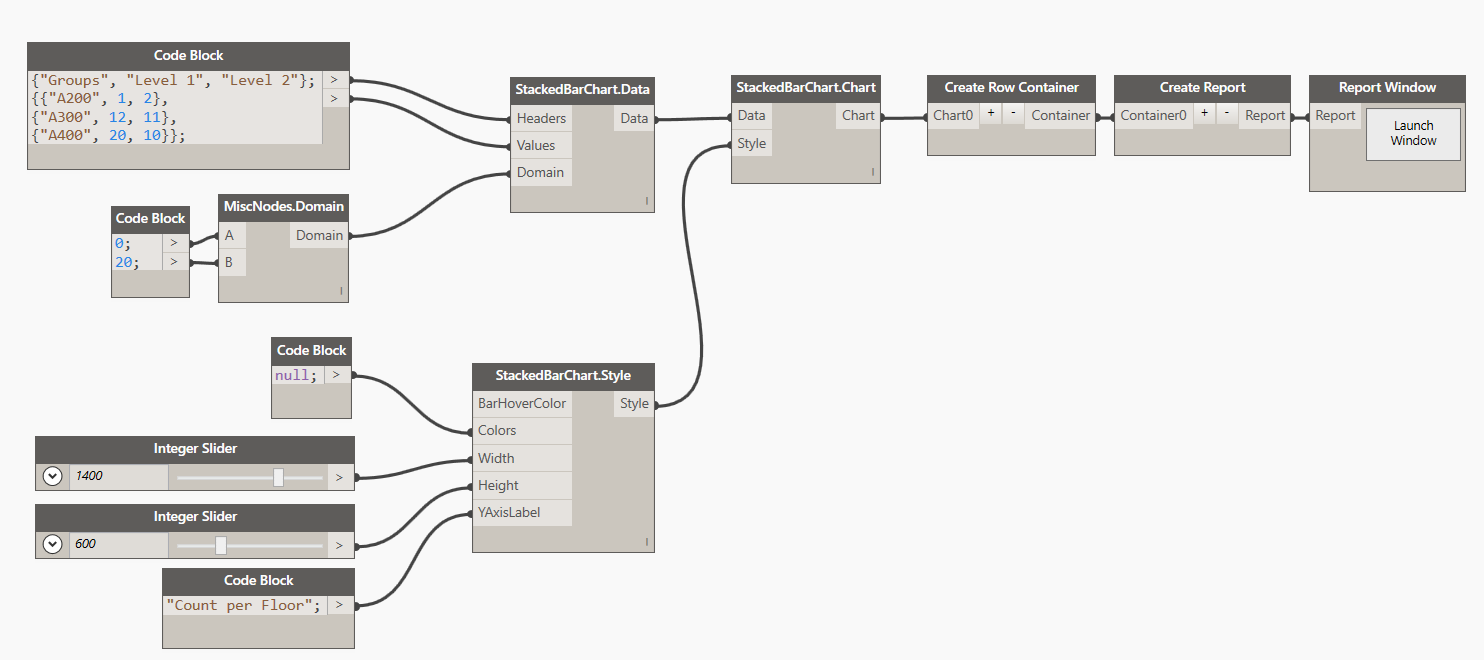 Code Block
{"Groups", "Level 1", "Level 2"}; >
{{"A200", 1, 2}, >
{"A300", 12, 11},
{"A400", 20, 10}};
StackedBarChart.Data
Headers Data
Values
Domain
l
StackedBarChart.Chart
Data Chart
Style
l
Create Row Container
Chart0 + - Container
Create Report
Container0 + - Report
Report Window
Report
Launch
Window
Code Block
0; >
20; >
MiscNodes.Domain
A Domain
B
l
Code Block
null; >
StackedBarChart.Style
BarHoverColor Style
Colors
Width
Height
YAxisLabel
l
Integer Slider
1400 >
Integer Slider
600 >
Code Block
"Count per Floor"; >